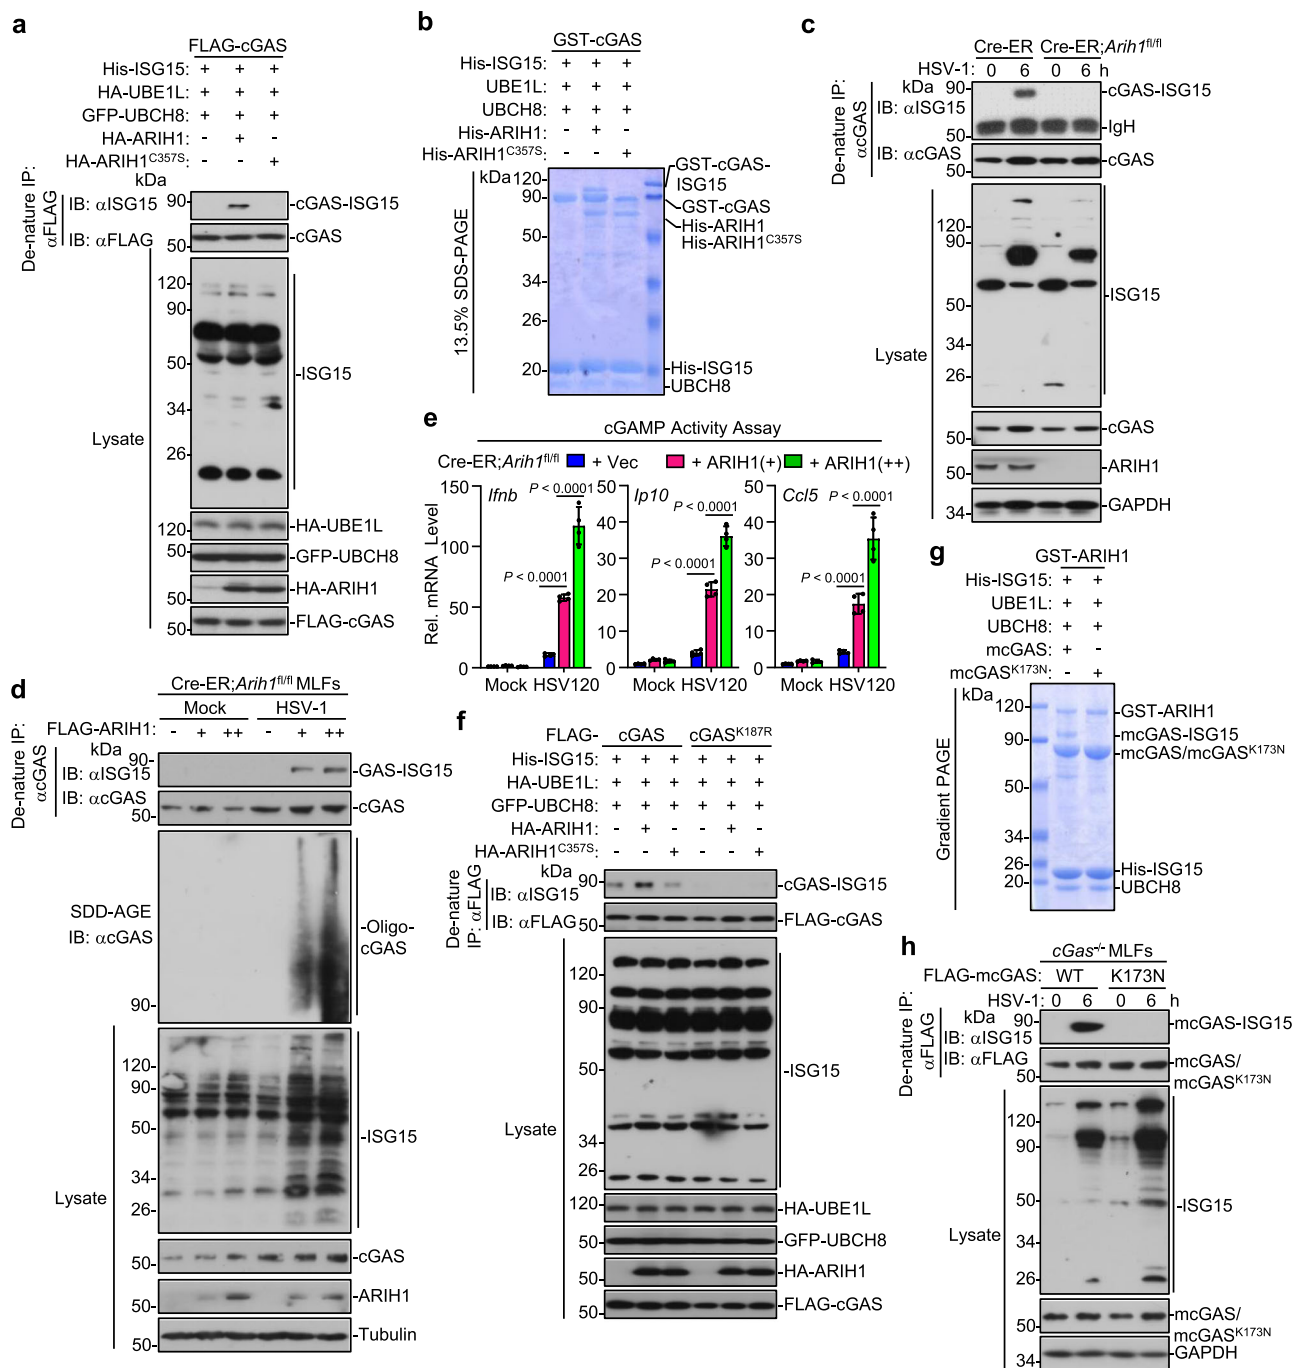 a
FLAG-cGAS
His-ISG15: + + +
HA-UBE1L: + + +
GFP-UBCH8: + + +
HA-ARIH1: - + -
HA-ARIH1C357S: - - +
De-nature IP: αFLAG
kDa
IB: αISG15 90- -cGAS-ISG15
IB: αFLAG 50- -cGAS
Lysate
120-
90-
50-
34-
26-
-ISG15
120- -HA-UBE1L
50- -GFP-UBCH8
50- -HA-ARIH1
50- -FLAG-cGAS
b
GST-cGAS
His-ISG15: + + +
UBE1L: + + +
UBCH8: + + +
His-ARIH1: - + -
His-ARIH1C357S: - - +
kDa
13.5% SDS-PAGE
120-
90-
50-
34-
26-
20-
GST-cGAS-
ISG15
GST-cGAS
His-ARIH1
His-ARIH1C357S
His-ISG15
UBCH8
c
Cre-ER Cre-ER;Arih1fl/fl
HSV-1: 0 6 0 6 h
De-nature IP: αcGAS
kDa
IB: αISG15
90- -cGAS-ISG15
50- -IgH
IB: αcGAS 50- -cGAS
Lysate
120-
90-
50-
34-
26-
-ISG15
50- -cGAS
50- -ARIH1
34- -GAPDH
d
Cre-ER;Arih1fl/fl MLFs
Mock HSV-1
FLAG-ARIH1: - + ++ - + ++
De-nature IP: αcGAS
kDa
90-
IB: αISG15 -GAS-ISG15
IB: αcGAS
50- -cGAS
SDD-AGE
IB: αcGAS
90-
-Oligo-
cGAS
Lysate
120-
90-
50-
34-
26-
-ISG15
50- -cGAS
50- -ARIH1
50- -Tubulin
e
cGAMP Activity Assay
Cre-ER;Arih1fl/fl + Vec + ARIH1(+) + ARIH1(++)
Rel. mRNA Level
150
100
50
0
Ifnb
P < 0.0001
P < 0.0001
Mock HSV120
50
40
30
20
10
0
Ip10
P < 0.0001
P < 0.0001
Mock HSV120
50
40
30
20
10
0
Ccl5
P < 0.0001
P < 0.0001
Mock HSV120
f
FLAG- cGAS cGASK187R
His-ISG15: + + + + + +
HA-UBE1L: + + + + + +
GFP-UBCH8: + + + + + +
HA-ARIH1: - + - - + -
HA-ARIH1C357S: - - + - - +
De-nature IP: αFLAG
kDa
IB: αISG15 90- -cGAS-ISG15
IB: αFLAG 50- -FLAG-cGAS
Lysate
120-
90-
50-
34-
26-
-ISG15
120- -HA-UBE1L
50- -GFP-UBCH8
50- -HA-ARIH1
50- -FLAG-cGAS
g
GST-ARIH1
His-ISG15: + +
UBE1L: + +
UBCH8: + +
mcGAS: + -
mcGASK173N: - +
kDa
Gradient PAGE
120-
90-
50-
34-
26-
20-
GST-ARIH1
mcGAS-ISG15
mcGAS/mcGASK173N
His-ISG15
UBCH8
h
cGas-/- MLFs
FLAG-mcGAS: WT K173N
HSV-1: 0 6 0 6 h
De-nature IP: αFLAG
kDa
90-
IB: αISG15 -mcGAS-ISG15
IB: αFLAG
50- -mcGAS/
mcGASK173N
Lysate
120-
90-
50-
34-
26-
-ISG15
50- -mcGAS/
mcGASK173N
34- -GAPDH